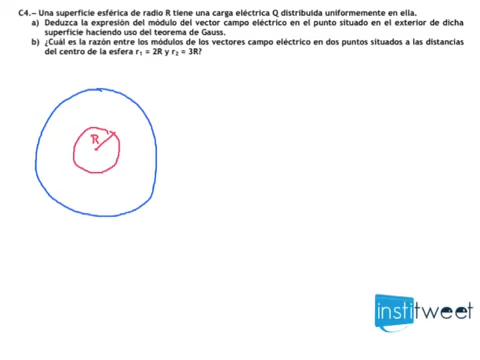 C4.– Una superficie esférica de radio R tiene una carga eléctrica Q distribuida uniformemente en ella.
a) Deduzca la expresión del módulo del vector campo eléctrico en el punto situado en el exterior de dicha
superficie haciendo uso del teorema de Gauss.
b) ¿Cuál es la razón entre los módulos de los vectores campo eléctrico en dos puntos situados a las distancias
del centro de la esfera r₁ = 2R y r₂ = 3R?
R
institweet